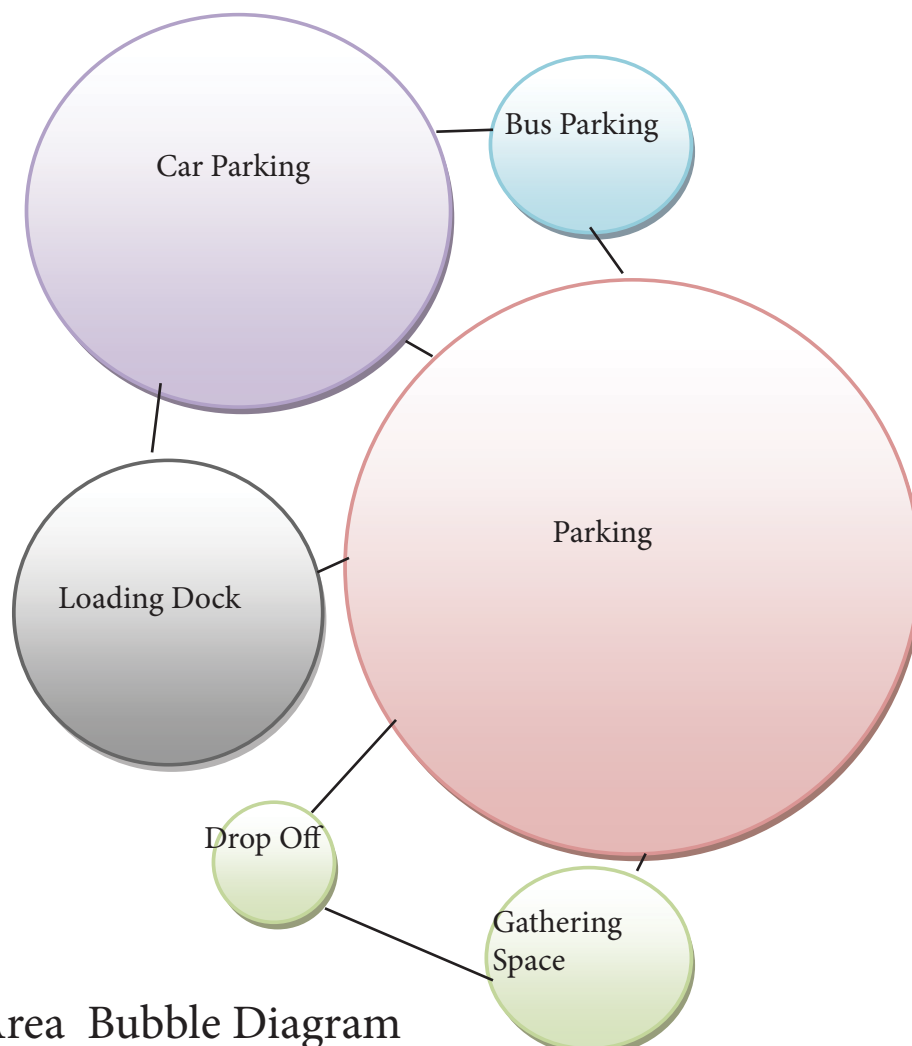 Bus Parking
Car Parking
Parking
Loading Dock
Drop Off
Gathering
Space
Bubble Diagram